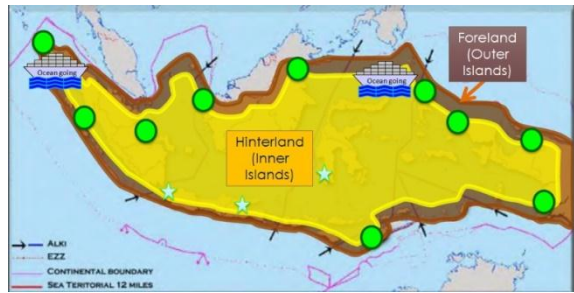 Foreland
(Outer
Islands)
Ocean going
Ocean going
Hinterland
(Inner
Islands)
ALKI
EZZ
CONTINENTAL BOUNDARY
SEA TERITORIAL 12 MILES